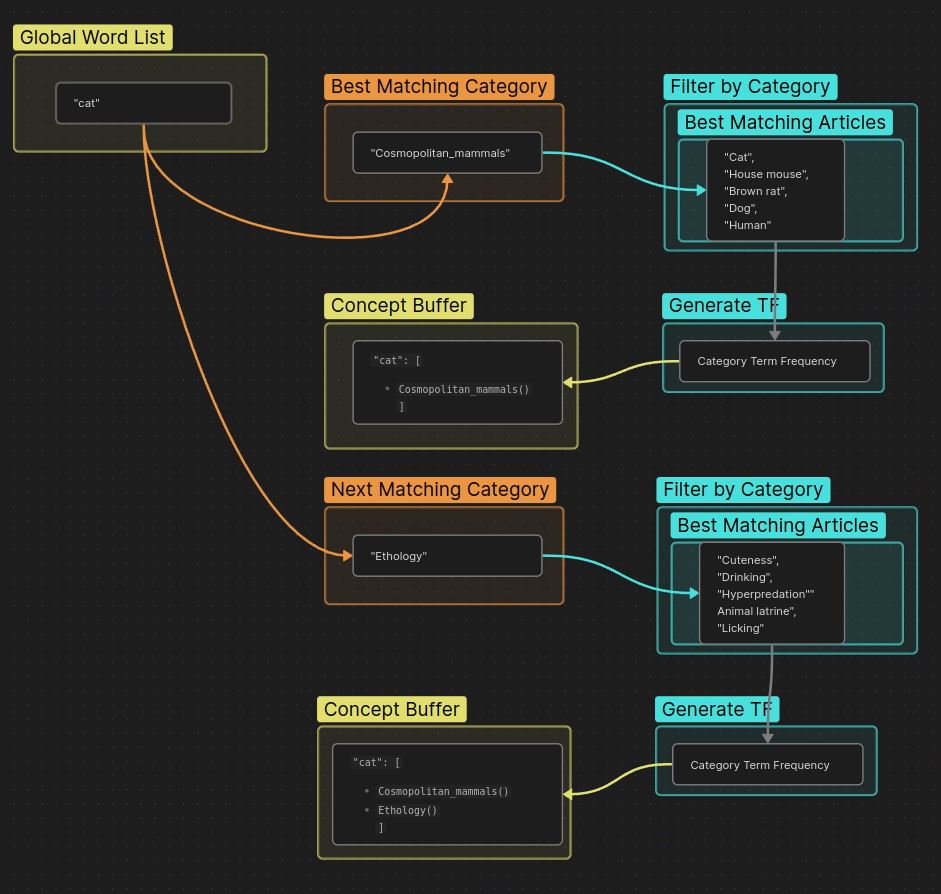 Global Word List
"cat"
Best Matching Category
"Cosmopolitan_mammals"
Filter by Category
Best Matching Articles
"Cat",
"House mouse",
"Brown rat",
"Dog",
"Human"
Concept Buffer
"cat": [
• Cosmopolitan_mammals()
]
Generate TF
Category Term Frequency
Next Matching Category
"Ethology"
Filter by Category
Best Matching Articles
"Cuteness",
"Drinking",
"Hyperpredation""
Animal latrine",
"Licking"
Concept Buffer
"cat": [
• Cosmopolitan_mammals()
• Ethology()
]
Generate TF
Category Term Frequency